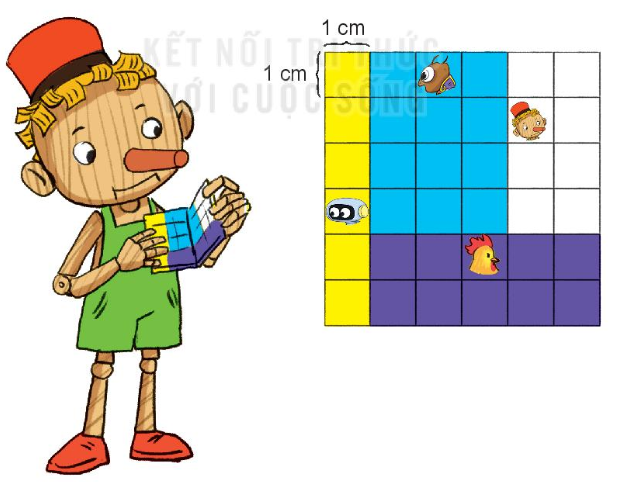 1 cm
KẾT NỐI TRI THỨC
1 cm
VỚI CUỘC SỐNG